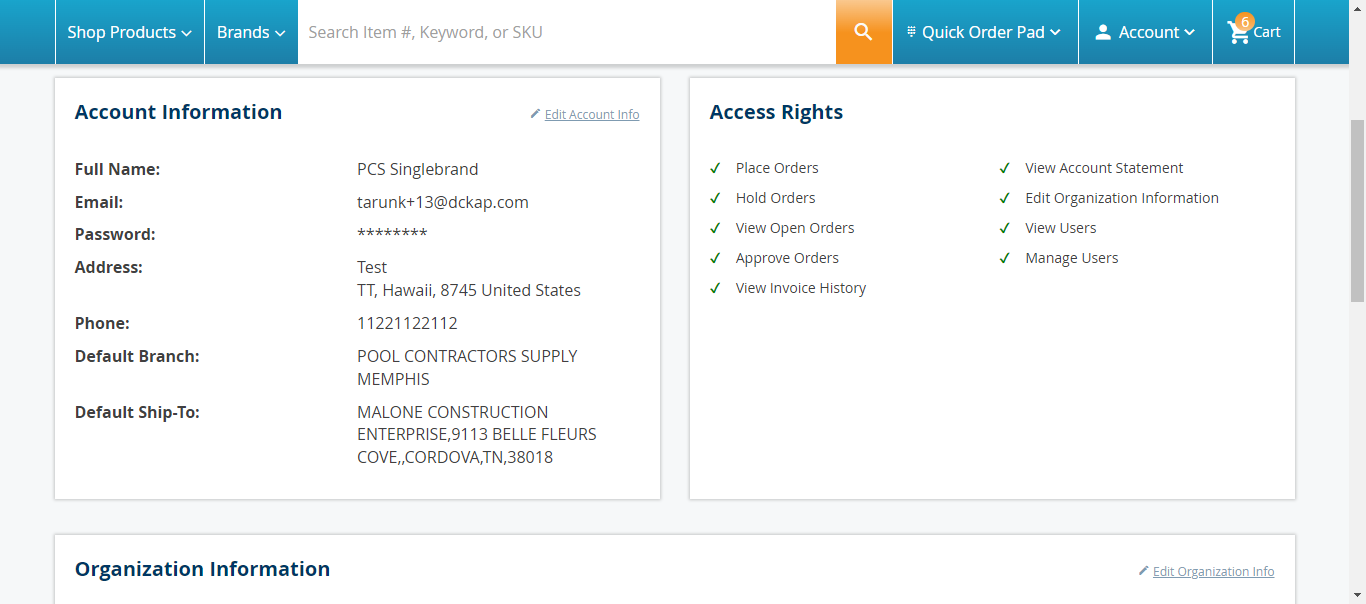 Shop Products
Brands
Search Item #, Keyword, or SKU
Quick Order Pad
Account
6
Cart
Account Information
Edit Account Info
Full Name: PCS Singlebrand
Email: tarunk+13@dckap.com
Password: ********
Address: Test
TT, Hawaii, 8745 United States
Phone: 11221122112
Default Branch: POOL CONTRACTORS SUPPLY
MEMPHIS
Default Ship-To: MALONE CONSTRUCTION
ENTERPRISE,9113 BELLE FLEURS
COVE,,CORDOVA,TN,38018
Access Rights
Place Orders
Hold Orders
View Open Orders
Approve Orders
View Invoice History
View Account Statement
Edit Organization Information
View Users
Manage Users
Organization Information
Edit Organization Info